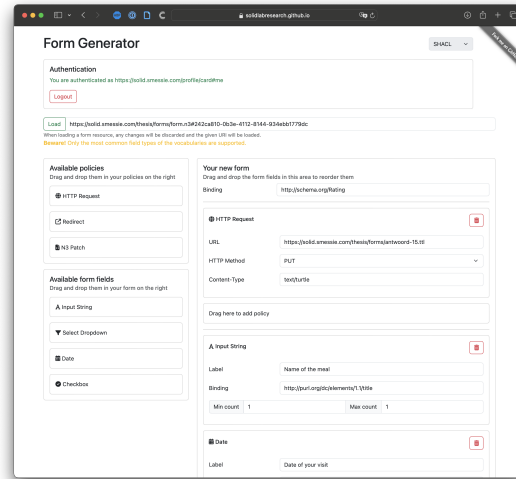 solidlabresearch.github.io
Form Generator
SHACL
Fork me on GitHub
Authentication
You are authenticated as https://solid.smessie.com/profile/card#me
Logout
Load https://solid.smessie.com/thesis/forms/form.n3#242ca810-0b3e-4112-8144-934ebb1779dc
When loading a form resource, any changes will be discarded and the given URI will be loaded.
Beware! Only the most common field types of the vocabularies are supported.
Available policies
Drag and drop them in your policies on the right
HTTP Request
Redirect
N3 Patch
Available form fields
Drag and drop them in your form on the right
Input String
Select Dropdown
Date
Checkbox
Your new form
Drag and drop the form fields in this area to reorder them
Binding http://schema.org/Rating
HTTP Request
URL https://solid.smessie.com/thesis/forms/antwoord-15.ttl
HTTP Method PUT
Content-Type text/turtle
Drag here to add policy
Input String
Label Name of the meal
Binding http://purl.org/dc/elements/1.1/title
Min count 1 Max count 1
Date
Label Date of your visit